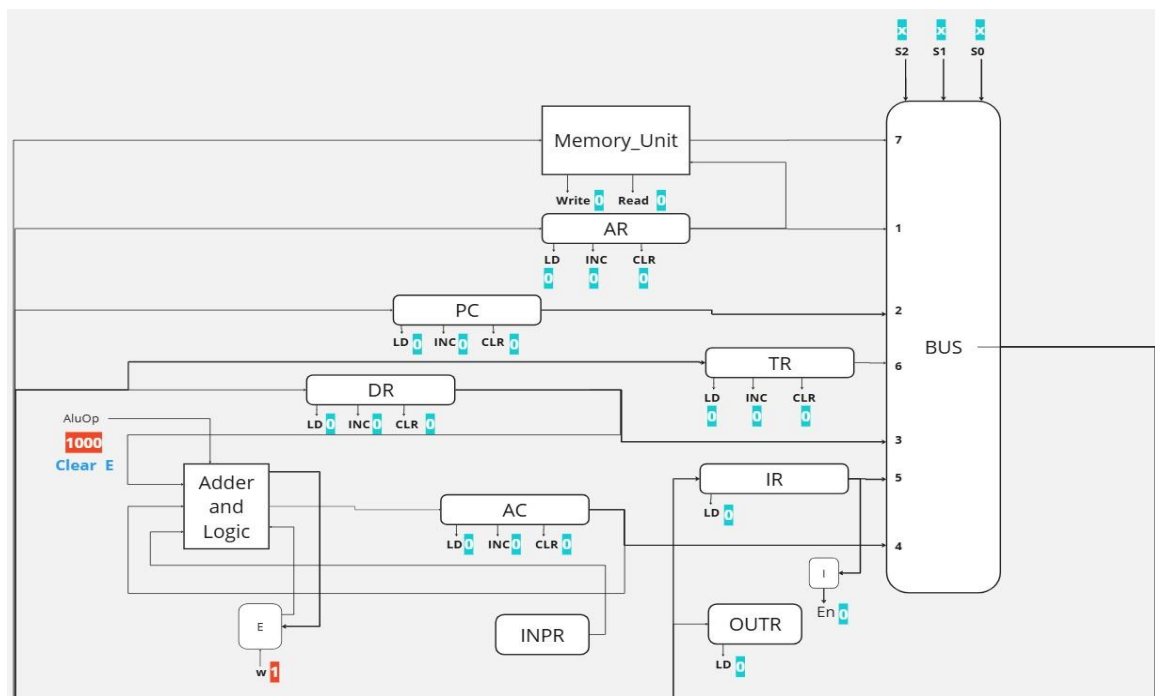 x x x
S2 S1 S0
Memory_Unit
7
Write 0 Read 0
AR
1
LD INC CLR
0 0 0
PC
2
LD 0 INC 0 CLR 0
BUS
TR
6
DR
LD INC CLR
0 0 0
LD 0 INC 0 CLR 0
AluOp
1000
3
Clear E
Adder
and
Logic
IR
5
AC
LD 0
LD 0 INC 0 CLR 0
4
I
En 0
E
INPR
OUTR
w 1
LD 0